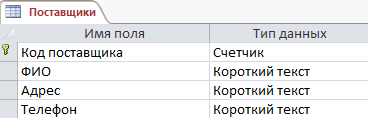 Поставщики
Имя поля Тип данных
Код поставщика Счетчик
ФИО Короткий текст
Адрес Короткий текст
Телефон Короткий текст